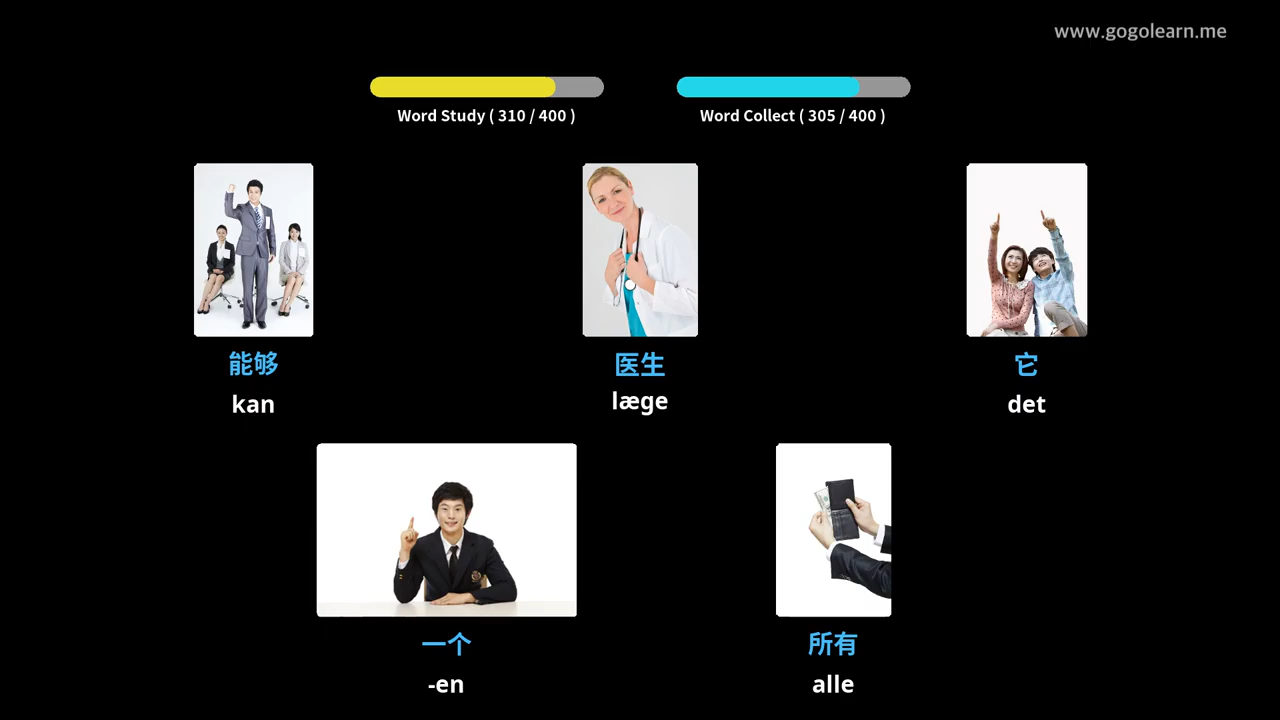 www.gogolearn.me
Word Study ( 310 / 400 )
Word Collect ( 305 / 400 )
能够
kan
医生
læge
它
det
一个
-en
所有
alle